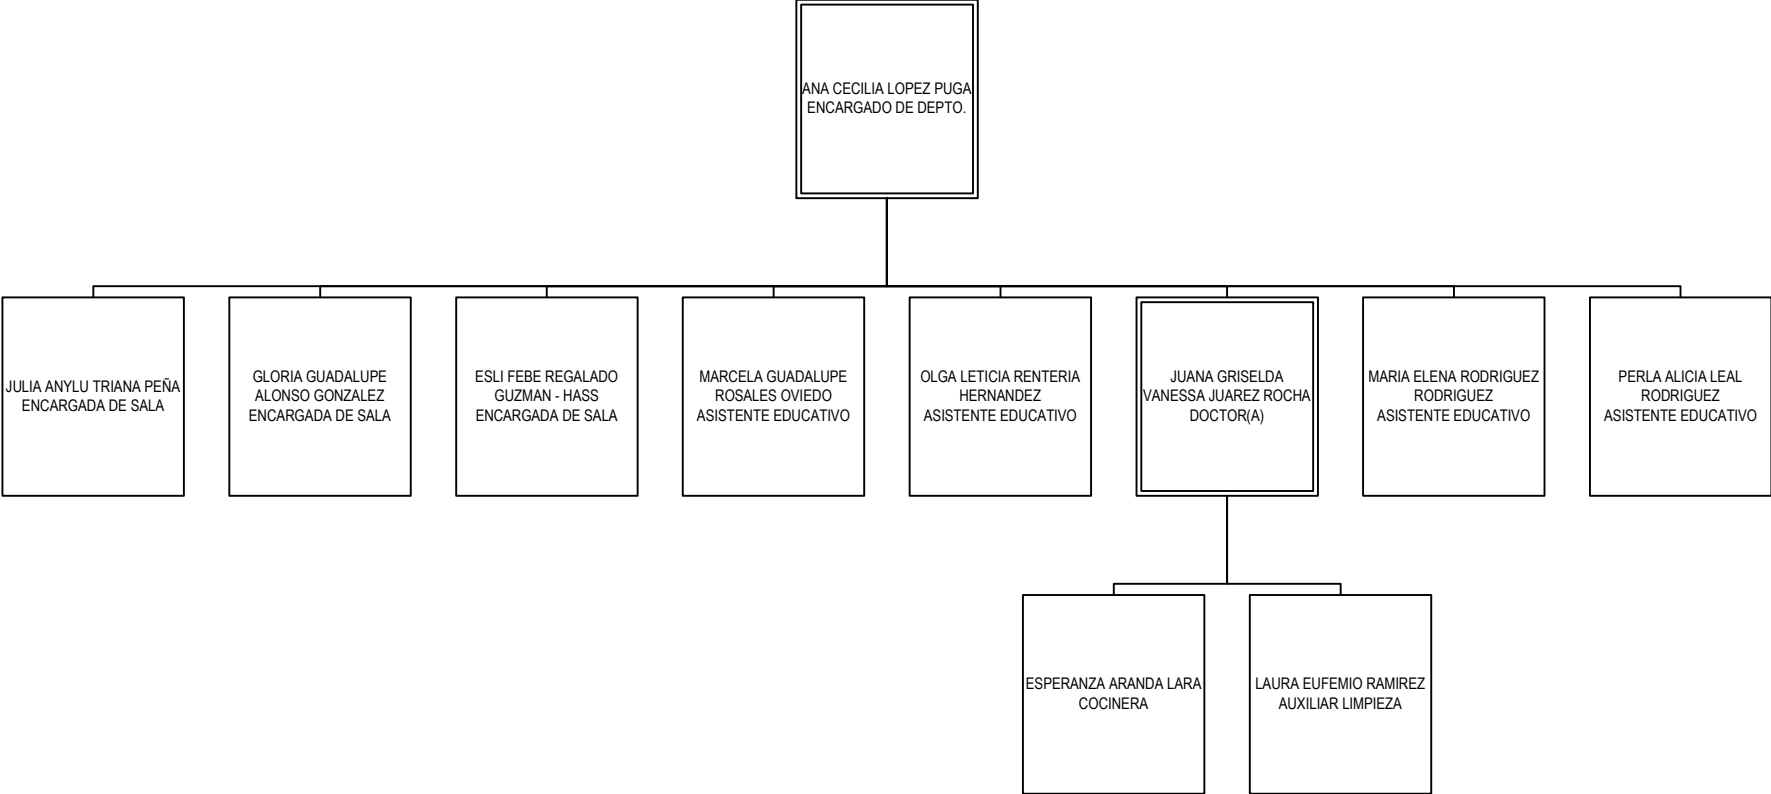 ANA CECILIA LOPEZ PUGA
ENCARGADO DE DEPTO.
JULIA ANYLU TRIANA PEÑA
ENCARGADA DE SALA
GLORIA GUADALUPE
ALONSO GONZALEZ
ENCARGADA DE SALA
ESLI FEBE REGALADO
GUZMAN - HASS
ENCARGADA DE SALA
MARCELA GUADALUPE
ROSALES OVIEDO
ASISTENTE EDUCATIVO
OLGA LETICIA RENTERIA
HERNANDEZ
ASISTENTE EDUCATIVO
JUANA GRISELDA
VANESSA JUAREZ ROCHA
DOCTOR(A)
MARIA ELENA RODRIGUEZ
RODRIGUEZ
ASISTENTE EDUCATIVO
PERLA ALICIA LEAL
RODRIGUEZ
ASISTENTE EDUCATIVO
ESPERANZA ARANDA LARA
COCINERA
LAURA EUFEMIO RAMIREZ
AUXILIAR LIMPIEZA